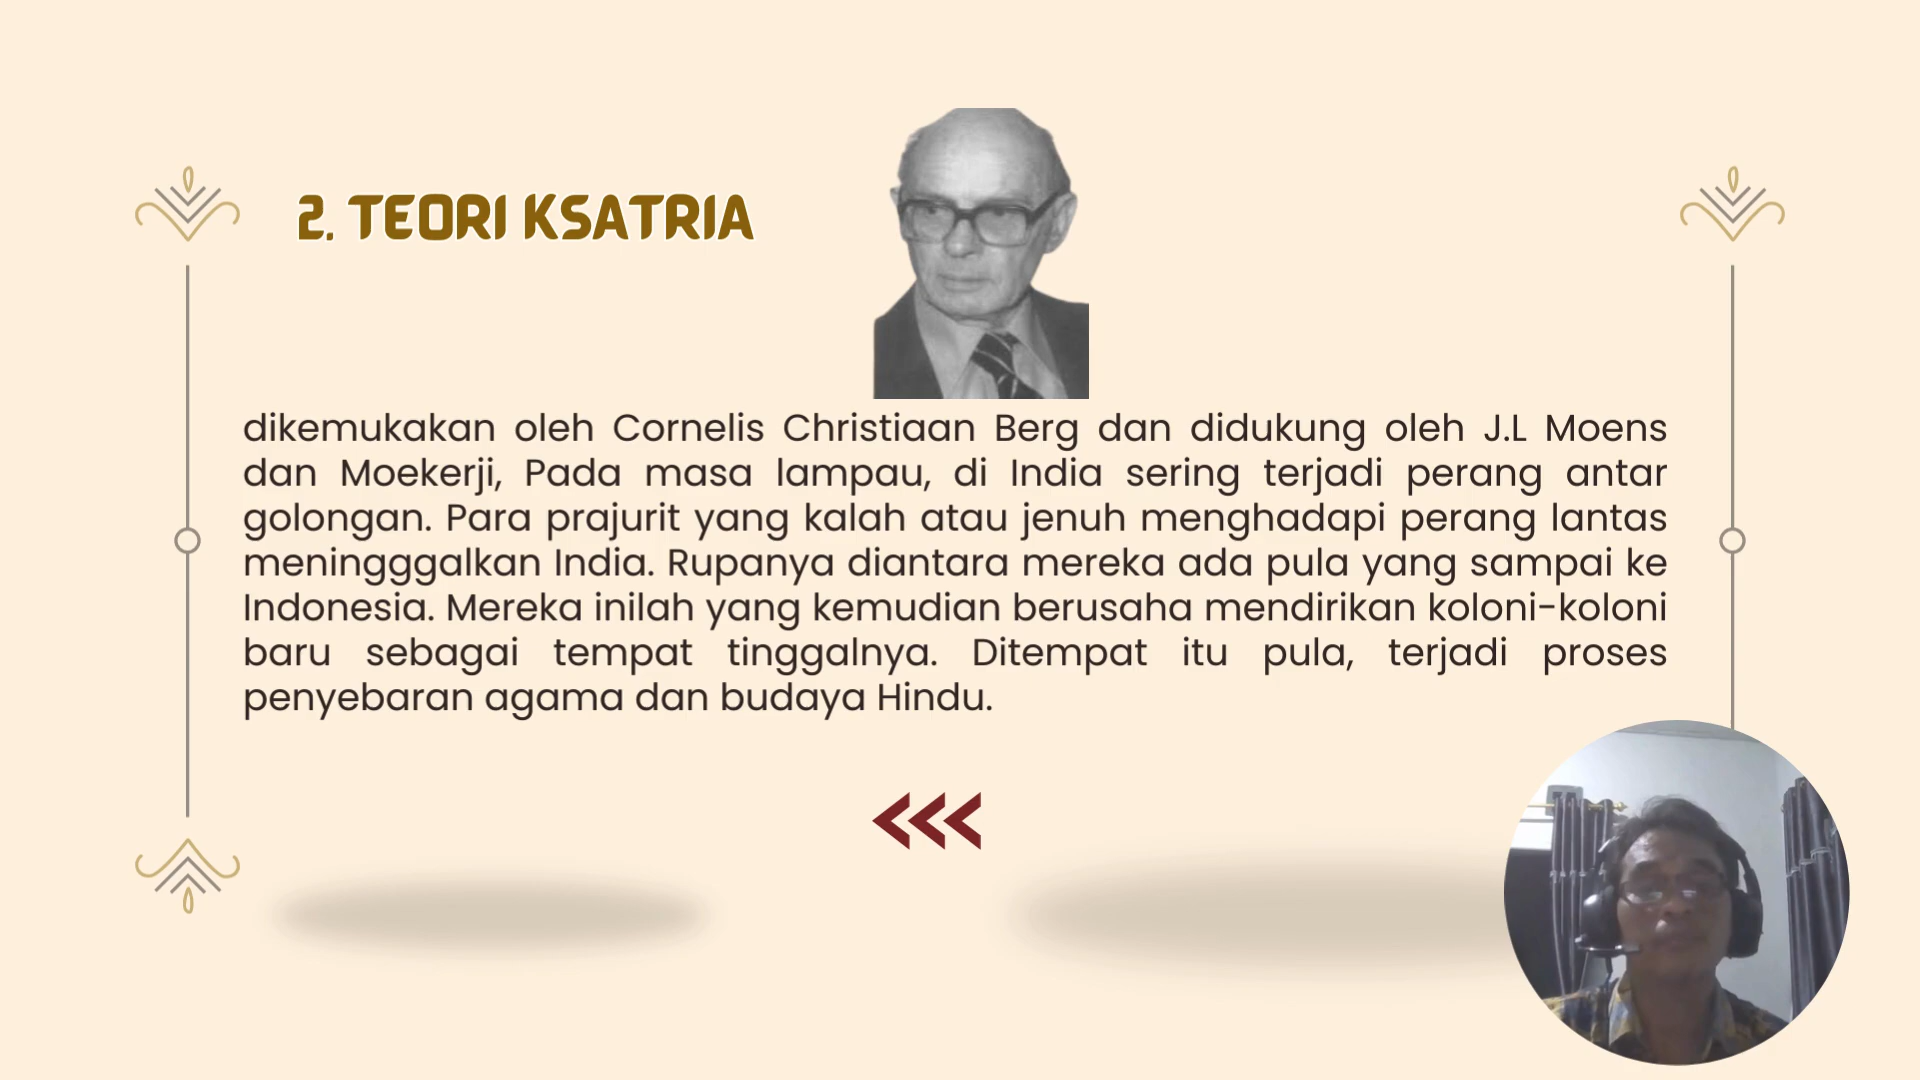 2. TEORI KSATRIA
dikemukakan oleh Cornelis Christiaan Berg dan didukung oleh J.L Moens
dan Moekerji, Pada masa lampau, di India sering terjadi perang antar
golongan. Para prajurit yang kalah atau jenuh menghadapi perang lantas
meningggalkan India. Rupanya diantara mereka ada pula yang sampai ke
Indonesia. Mereka inilah yang kemudian berusaha mendirikan koloni-koloni
baru sebagai tempat tinggalnya. Ditempat itu pula, terjadi proses
penyebaran agama dan budaya Hindu.